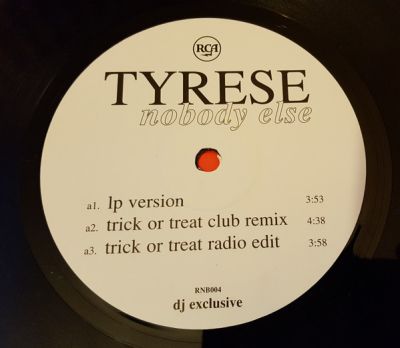 RCA
TYRESE
nobody else
a1. lp version 3:53
a2. trick or treat club remix 4:38
a3. trick or treat radio edit 3:58
RNB004
dj exclusive